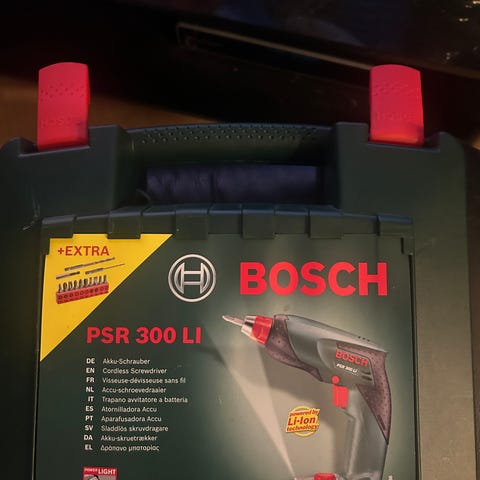 +EXTRA
BOSCH
PSR 300 LI
DE Akku-Schrauber
EN Cordless Screwdriver
FR Visseuse-dévisseuse sans fil
NL Accu-schroevedraaier
IT Trapano avvitatore a batteria
ES Atornilladora Accu
PT Aparafusadora Accu
SV Sladdlös skruvdragare
DA Akku-skruetrækker
EL Δράπανο μπαταρίας
BOSCH
PSR 300 LI
powered by
Li-Ion
technology
POWER LIGHT